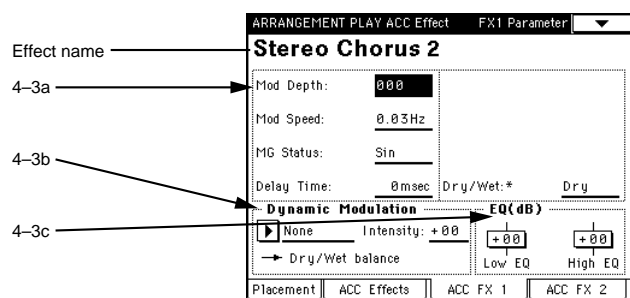 ARRANGEMENT PLAY ACC Effect FX1 Parameter
Effect name
Stereo Chorus 2
4–3a
Mod Depth: 000
Mod Speed: 0.03Hz
MG Status: Sin
Delay Time: 0msec Dry/Wet:* Dry
4–3b
Dynamic Modulation EQ(dB)
4–3c
None Intensity: +00 +00 +00
Dry/Wet balance Low EQ High EQ
Placement ACC Effects ACC FX 1 ACC FX 2